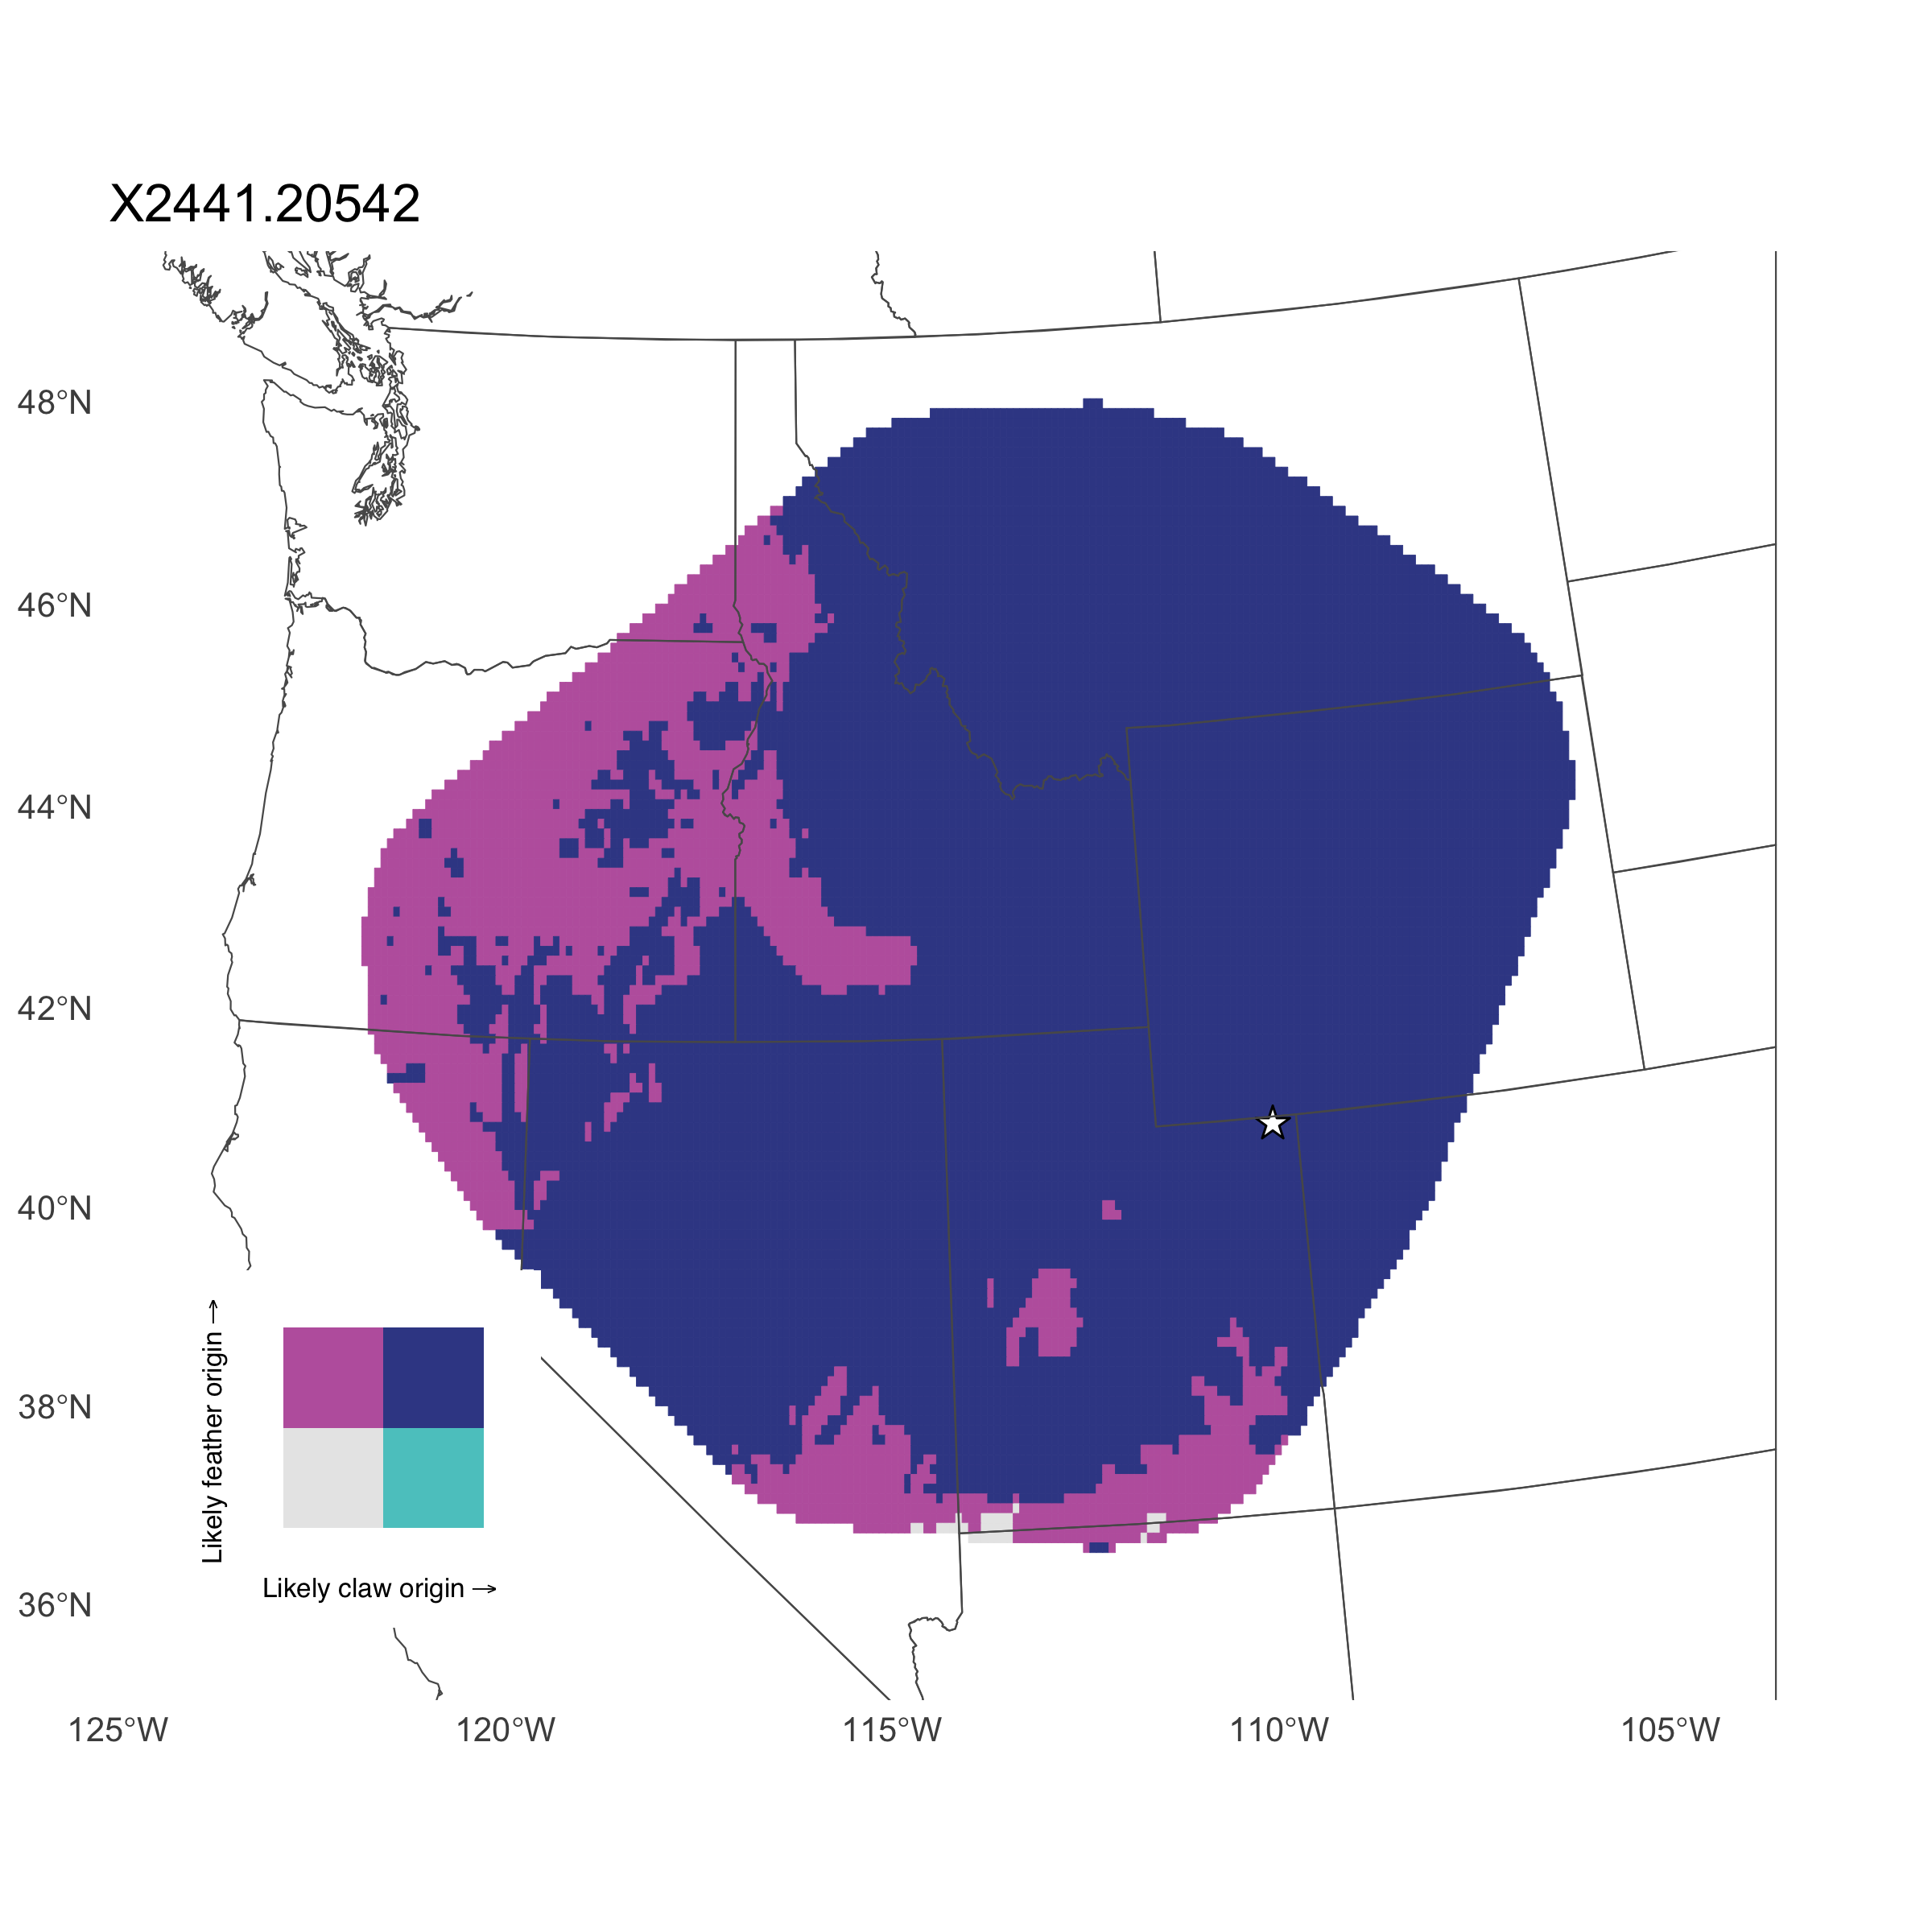 X2441.20542
48°N
46°N
44°N
42°N
40°N
38°N
36°N
Likely feather origin →
Likely claw origin →
125°W 120°W 115°W 110°W 105°W